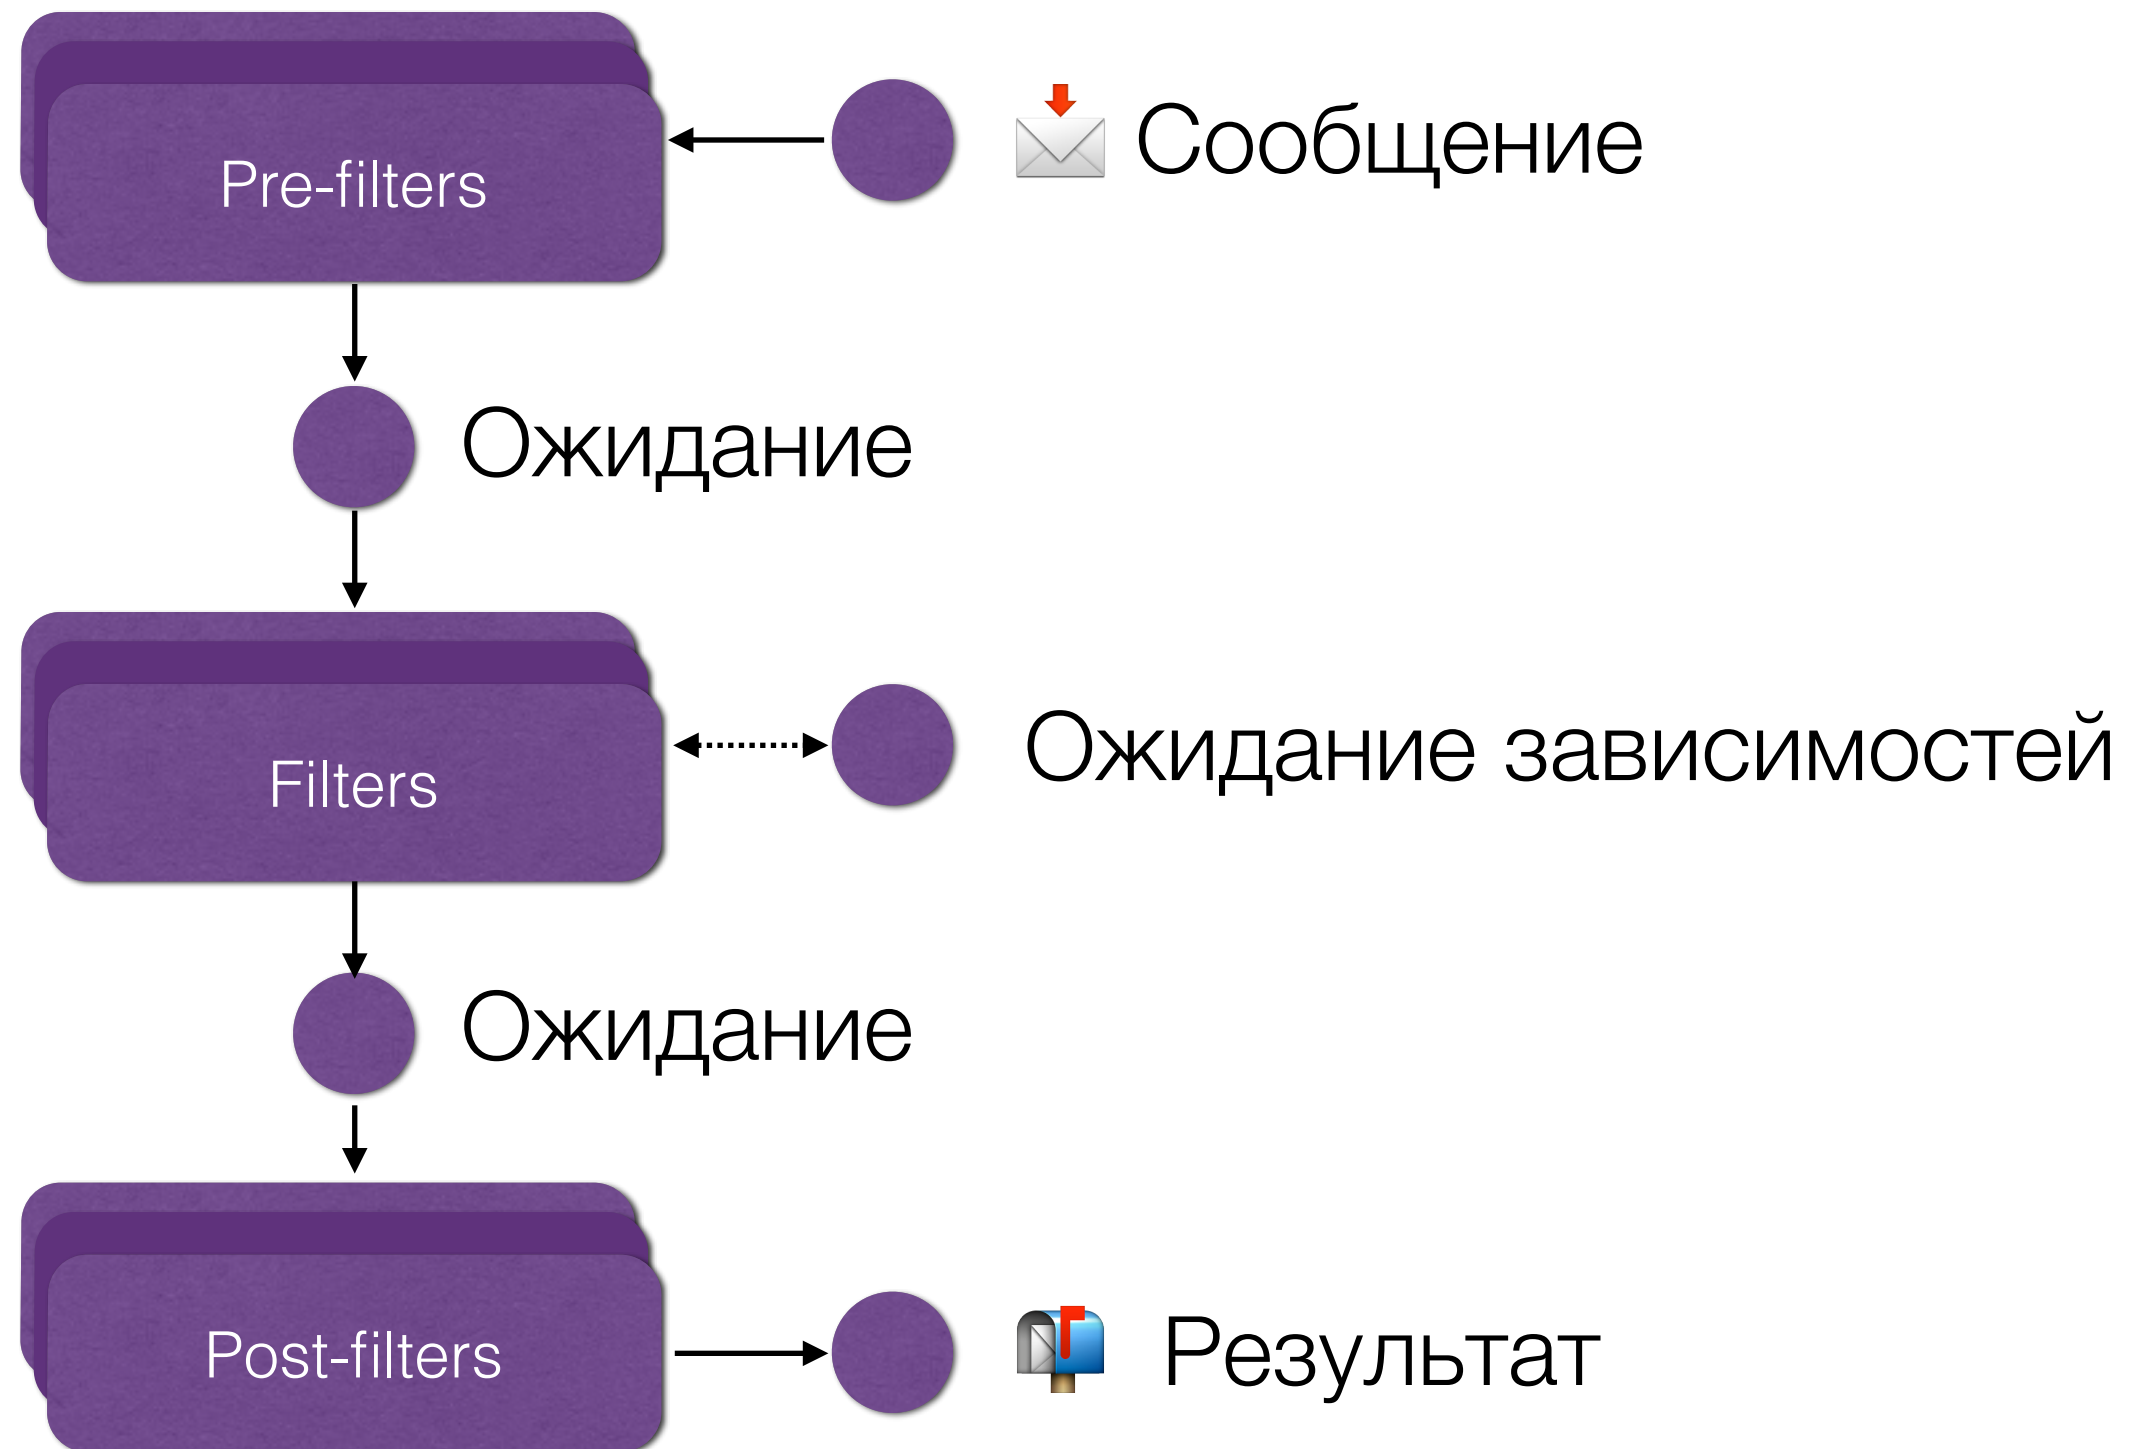 Pre-filters
Сообщение
Ожидание
Filters
Ожидание зависимостей
Ожидание
Post-filters
Результат